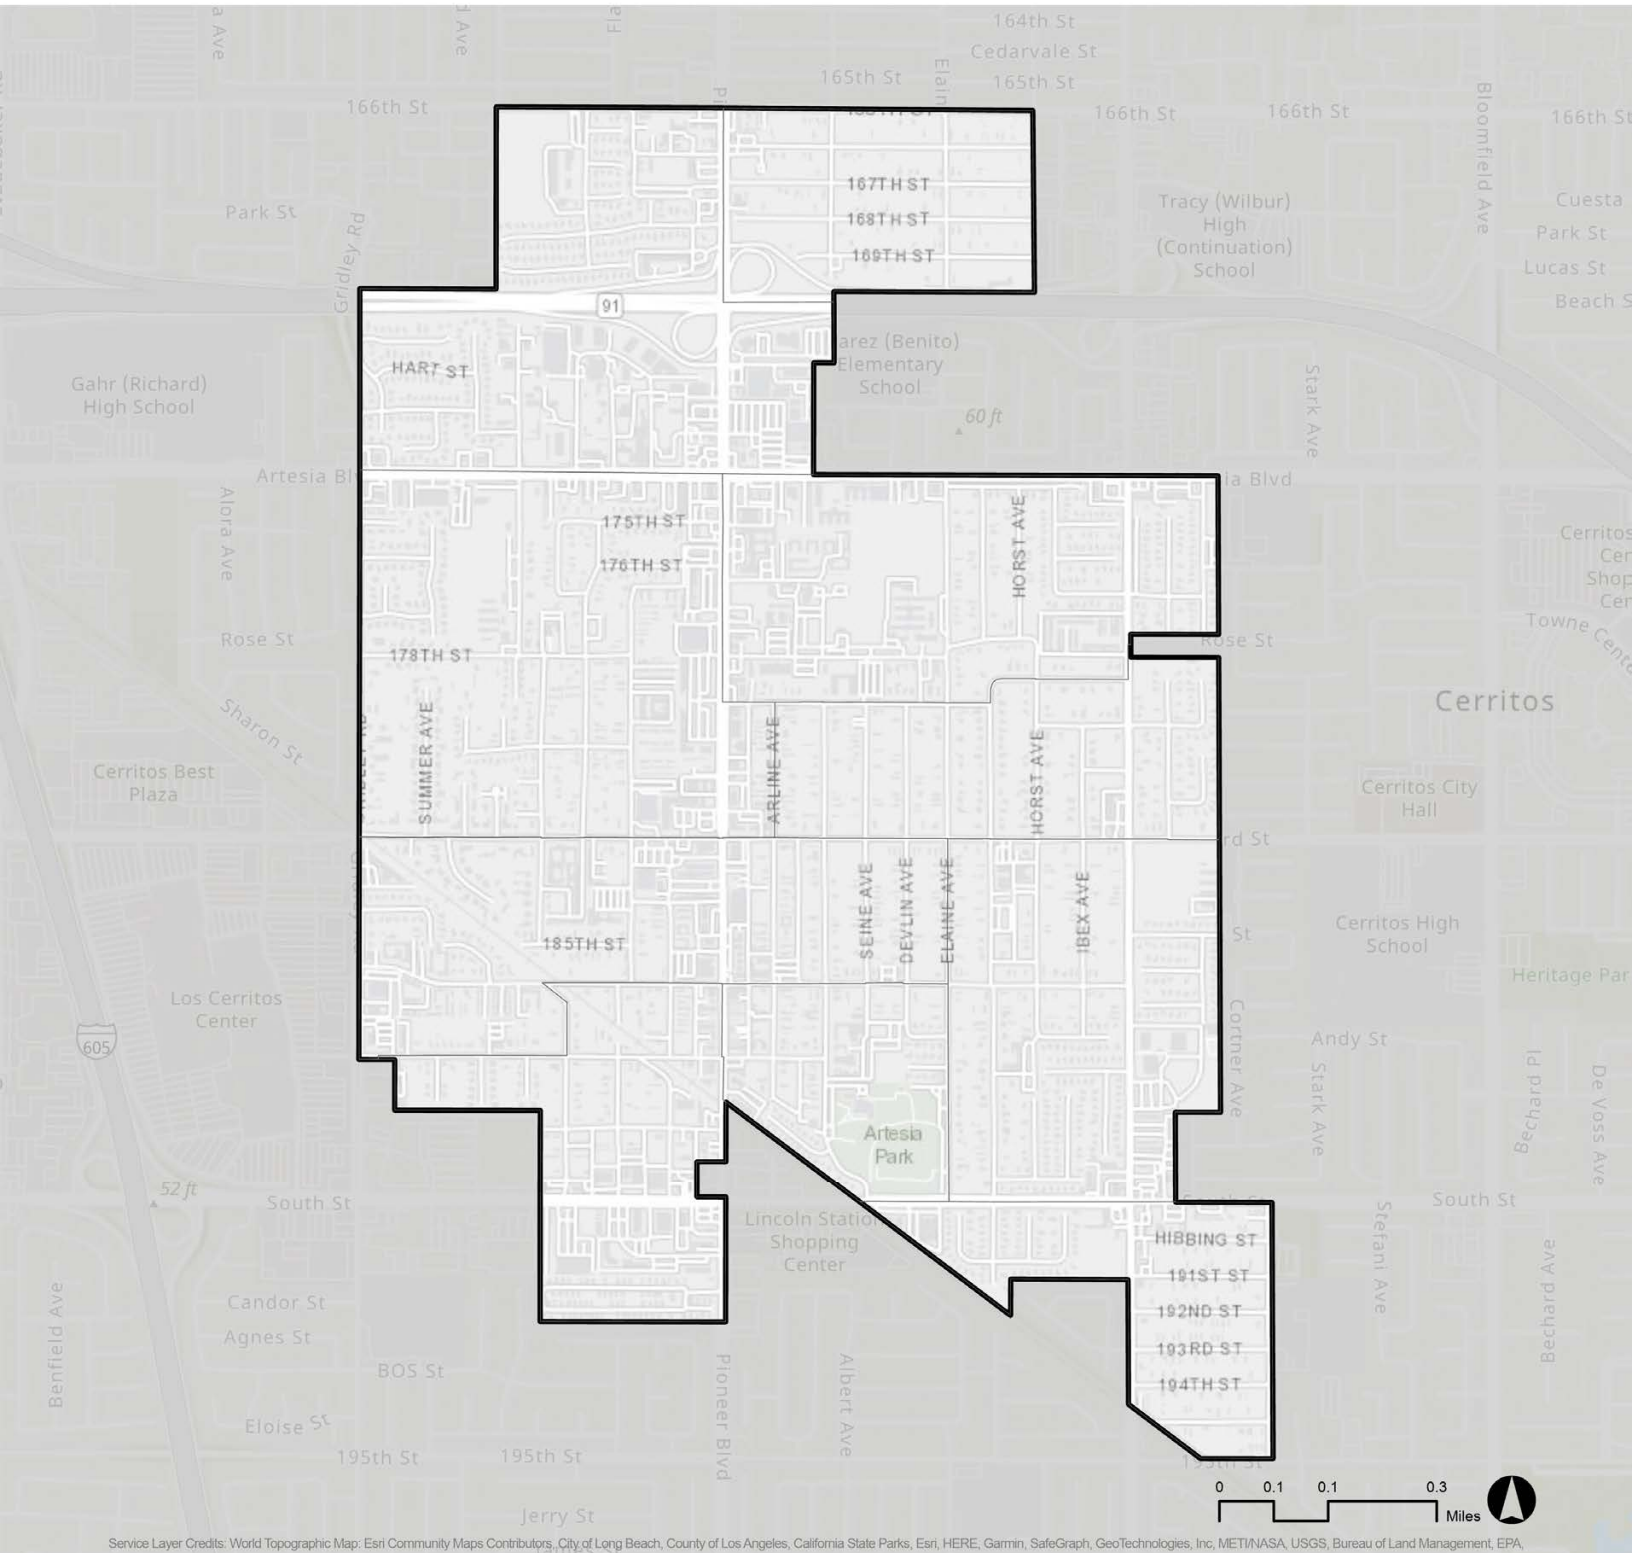 164th St
Cedarvale St
165th St
165th St
166th St
166th St
166th St
Park St
Gridley Rd
167TH ST
168TH ST
169TH ST
Tracy (Wilbur)
High
(Continuation)
School
Bloomfield Ave
Cuesta
Park St
Lucas St
Beach S
91
HART ST
Gahr (Richard)
High School
arez (Benito)
Elementary
School
60 ft
Stark Ave
Artesia Bl
ia Blvd
Alora Ave
175TH ST
176TH ST
HORST AVE
Cerritos
Cer
Shop
Cer
Rose St
Rose St
Towne Cent
178TH ST
Sharon St
SUMMER AVE
ARLINE AVE
HORST AVE
Cerritos
Cerritos Best
Plaza
Cerritos City
Hall
rd St
SEINE AVE
DEVLIN AVE
ELAINE AVE
IBEX AVE
185TH ST
St
Cerritos High
School
Heritage Par
Los Cerritos
Center
605
Cortner Ave
Andy St
Stark Ave
Bechard Pl
De Voss Ave
Artesia
Park
52 ft
South St
South St
Lincoln Station
Shopping
Center
HIBBING ST
191ST ST
192ND ST
193RD ST
194TH ST
Stefani Ave
Bechard Ave
Benfield Ave
Candor St
Agnes St
BOS St
Pioneer Blvd
Albert Ave
Eloise St
195th St
195th St
Jerry St
0 0.1 0.1 0.3
Miles
Service Layer Credits: World Topographic Map: Esri Community Maps Contributors, City of Long Beach, County of Los Angeles, California State Parks, Esri, HERE, Garmin, SafeGraph, GeoTechnologies, Inc, METI/NASA, USGS, Bureau of Land Management, EPA,